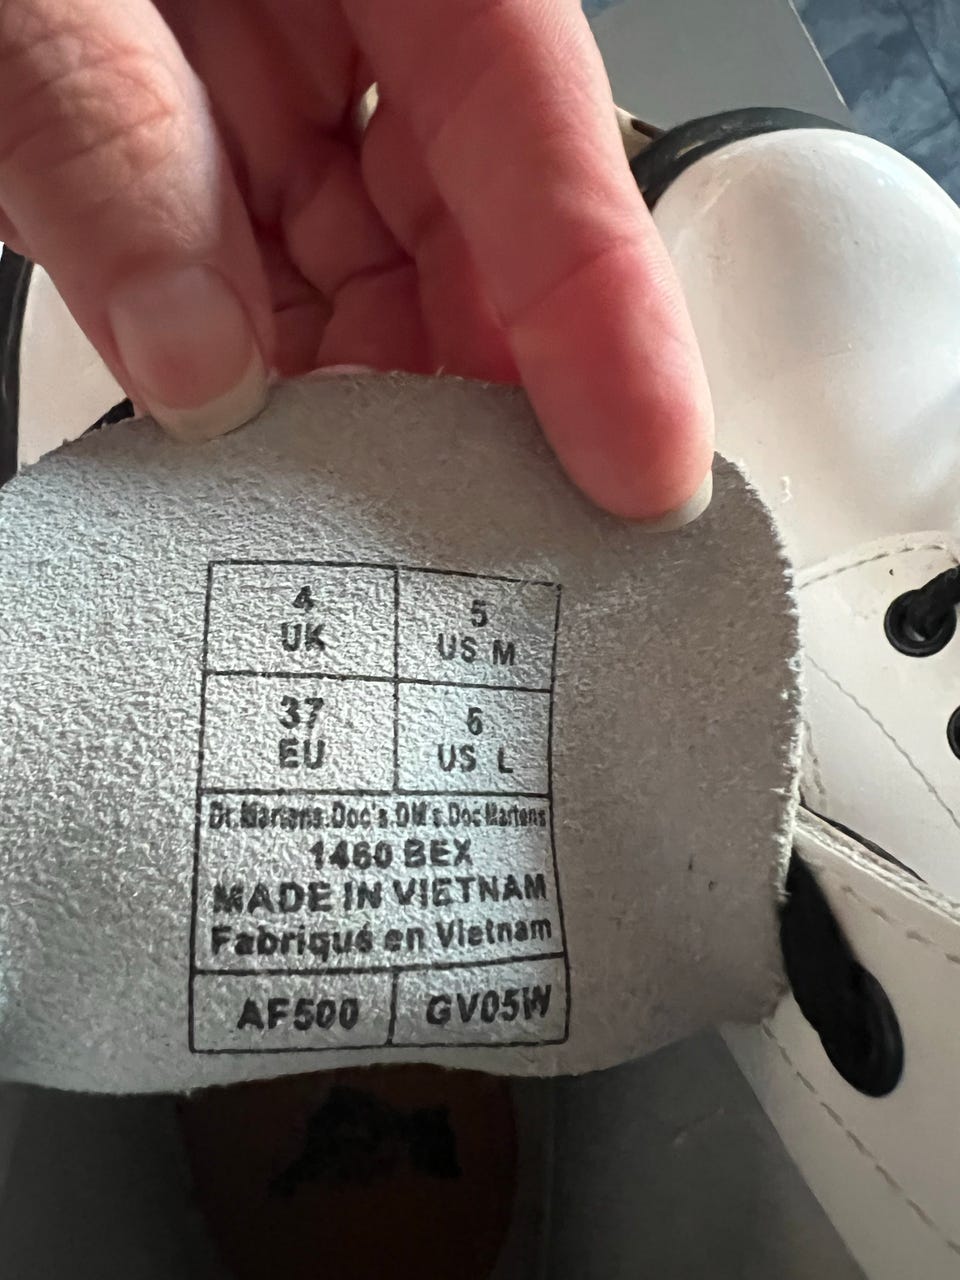 4
UK
5
US M
37
EU
6
US L
Dr. Martens.Doc's.DM's.Doc Martens
1460 BEX
MADE IN VIETNAM
Fabriqué en Vietnam
AF500
GV05W